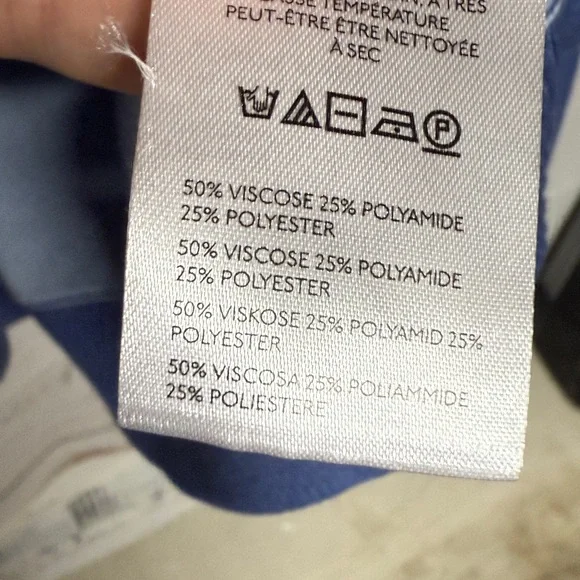 TEMPÉRATURE
PEUT-ÊTRE ÊTRE NETTOYÉE
À SEC
P
50% VISCOSE 25% POLYAMIDE
25% POLYESTER
50% VISCOSE 25% POLYAMIDE
25% POLYESTER
50% VISKOSE 25% POLYAMID 25%
POLYESTER
50% VISCOSA 25% POLIAMMIDE
25% POLIESTERE